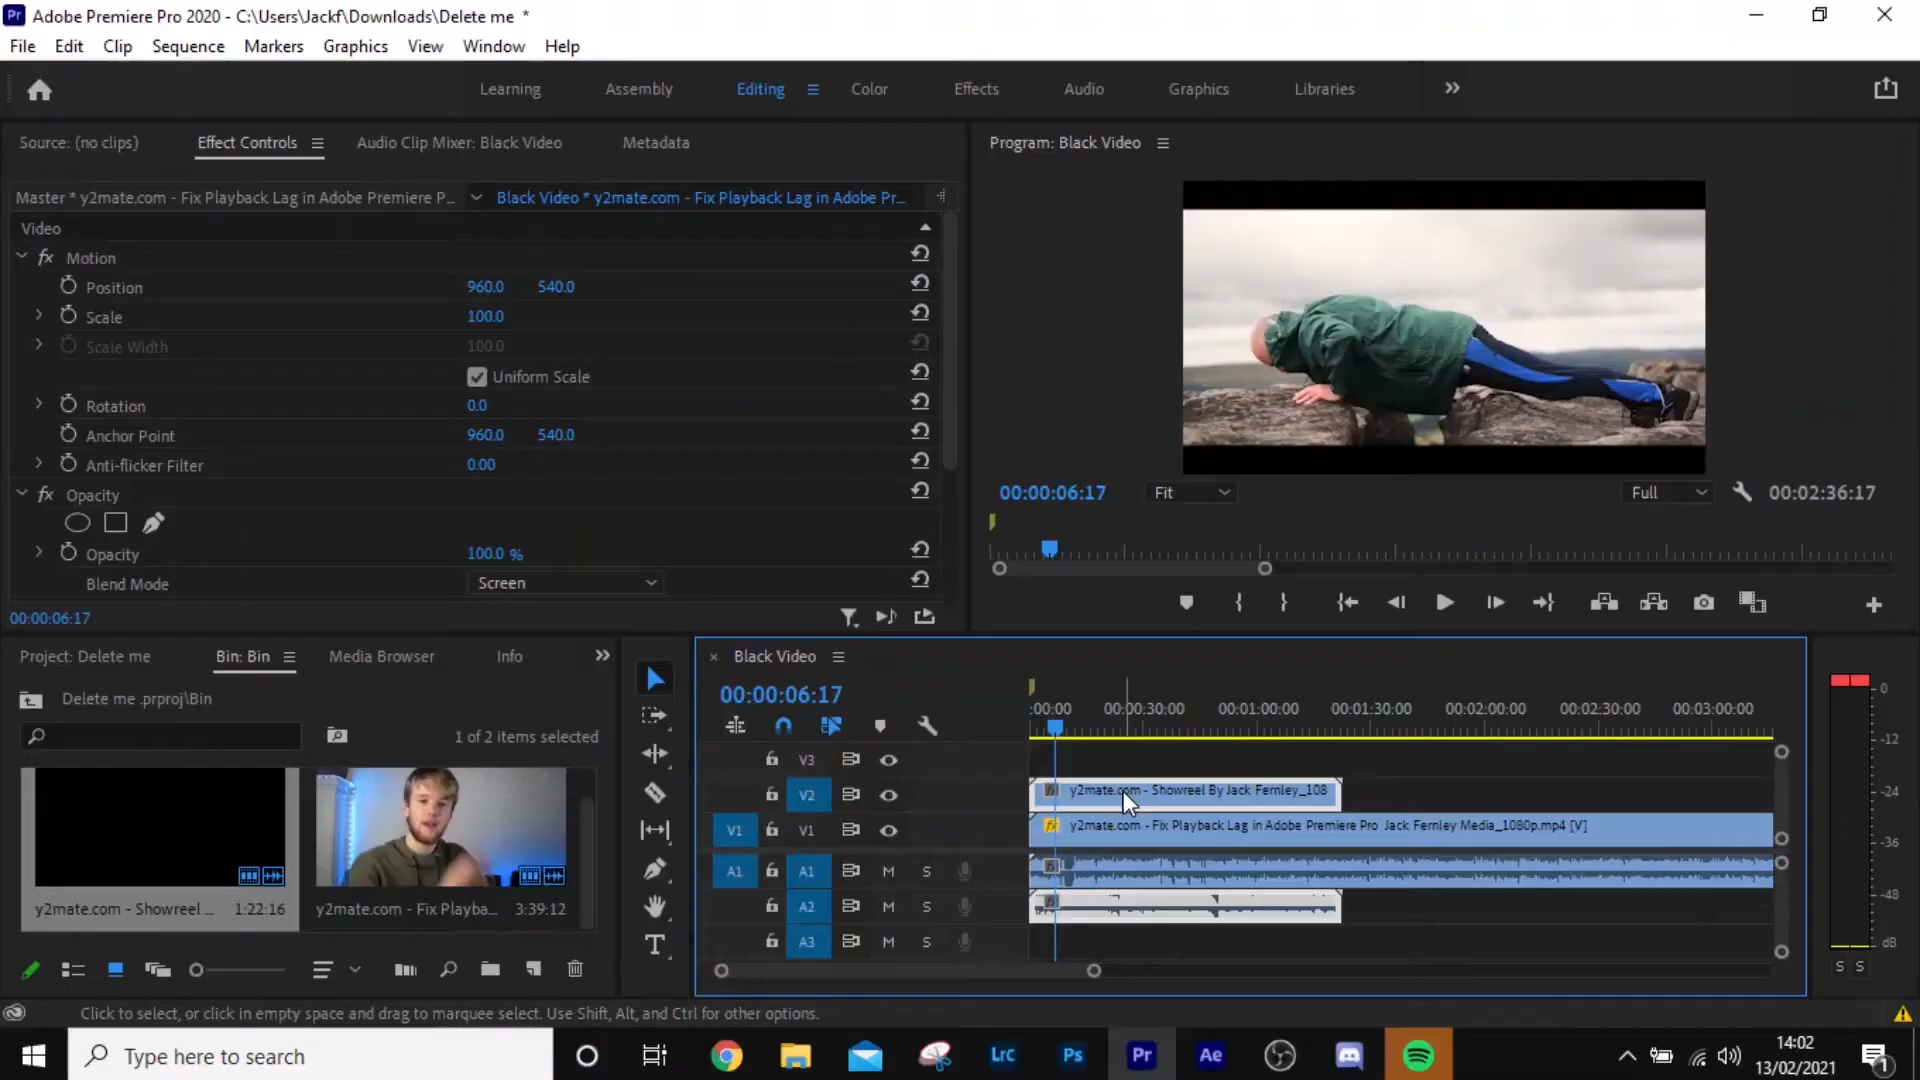 Pr Adobe Premiere Pro 2020 - C:\Users\Jackf\Downloads\Delete me *
File Edit Clip Sequence Markers Graphics View Window Help
Learning Assembly Editing Color Effects Audio Graphics Libraries
Source: (no clips) Effect Controls Audio Clip Mixer: Black Video Metadata
Program: Black Video
Master * y2mate.com - Fix Playback Lag in Adobe Premiere P... Black Video * y2mate.com - Fix Playback Lag in Adobe Pr...
Video
fx Motion
Position 960.0 540.0
Scale 100.0
Scale Width 100.0
Uniform Scale
Rotation 0.0
Anchor Point 960.0 540.0
Anti-flicker Filter 0.00
fx Opacity
Opacity 100.0 %
Blend Mode Screen
00:00:06:17
00:00:06:17 Fit Full 00:02:36:17
Project: Delete me Bin: Bin Media Browser Info
Delete me .prproj\Bin
1 of 2 items selected
y2mate.com - Showreel ... 1:22:16
y2mate.com - Fix Playba... 3:39:12
Black Video
00:00:06:17
:00:00 00:00:30:00 00:01:00:00 00:01:30:00 00:02:00:00 00:02:30:00 00:03:00:00
V3
V2 fx y2mate.com - Showreel By Jack Fernley_108
V1 V1 fx y2mate.com - Fix Playback Lag in Adobe Premiere Pro Jack Fernley Media_1080p.mp4 [V]
A1 A1 M S
A2 M S
A3 M S
0
-12
-24
-36
-48
dB
S S
Click to select, or click in empty space and drag to marquee select. Use Shift, Alt, and Ctrl for other options.
Type here to search
Lrc Ps Pr Ae
14:02
13/02/2021
1